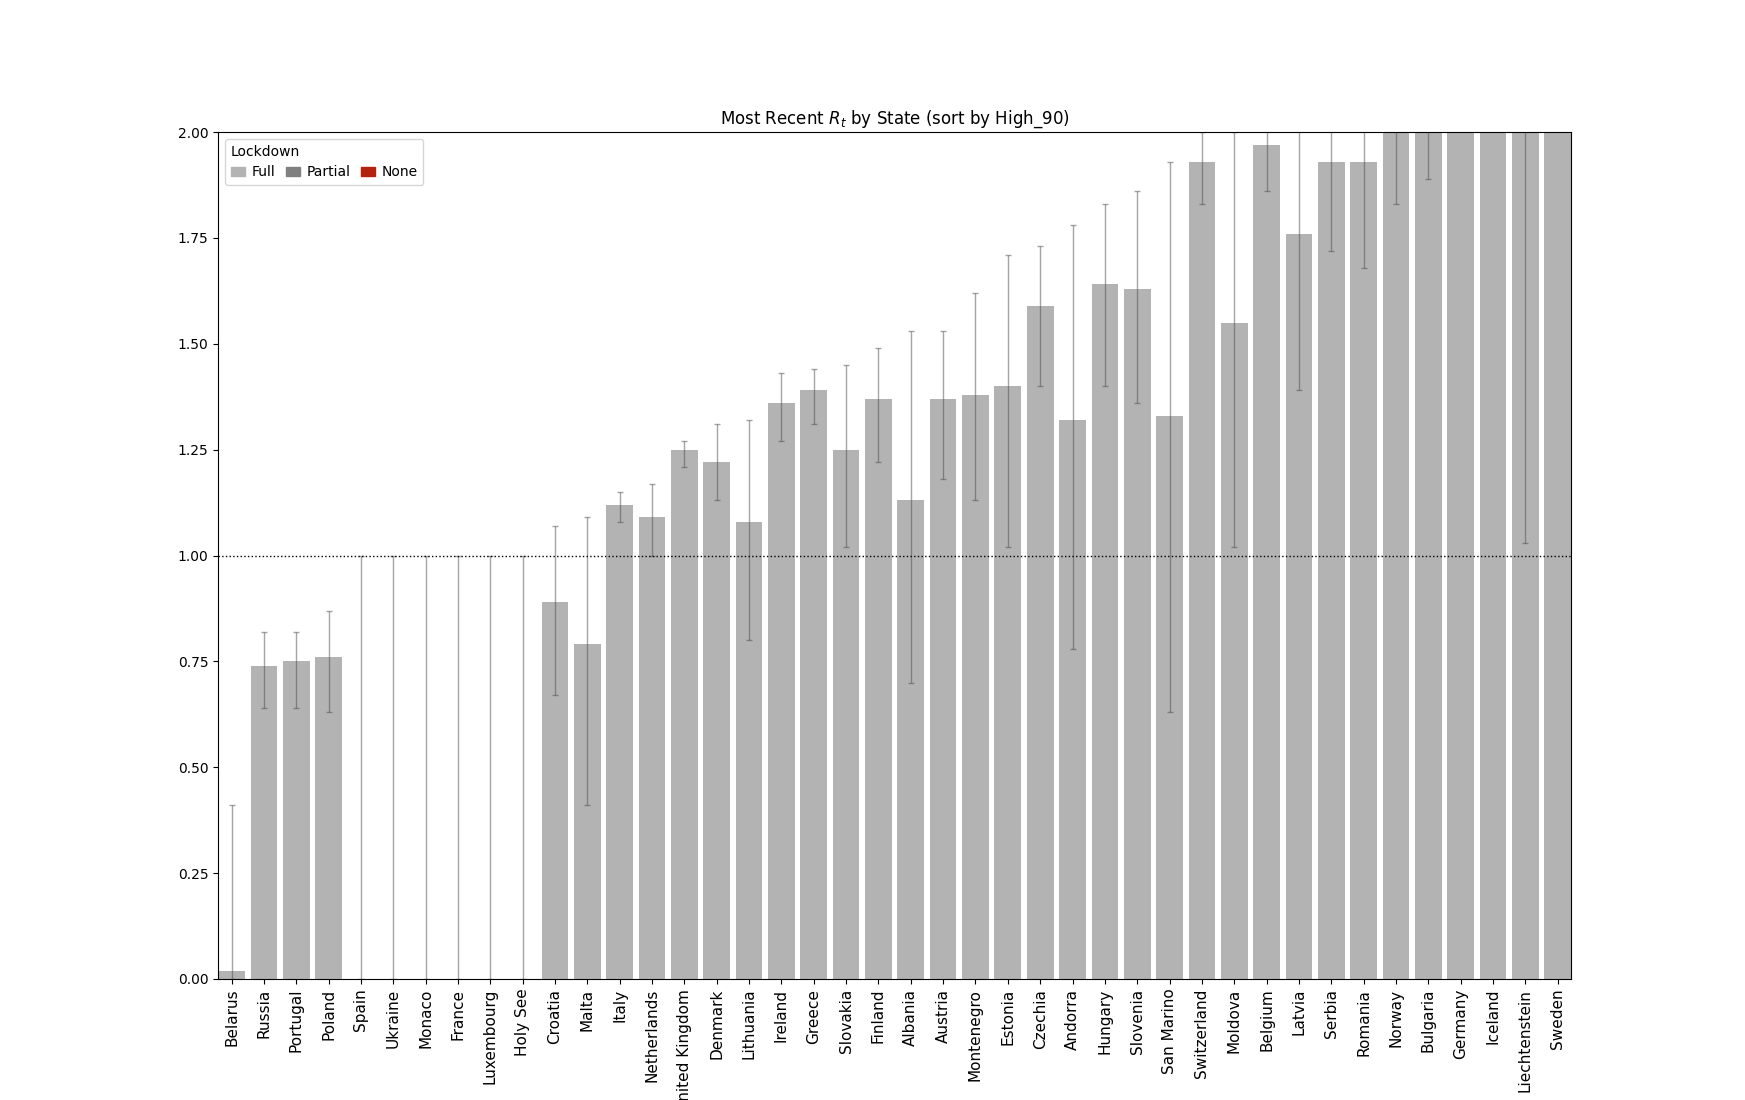 Most Recent R_t by State (sort by High_90)
Lockdown
Full Partial None
2.00
1.75
1.50
1.25
1.00
0.75
0.50
0.25
0.00
Belarus
Russia
Portugal
Poland
Spain
Ukraine
Monaco
France
Luxembourg
Holy See
Croatia
Malta
Italy
Netherlands
nited Kingdom
Denmark
Lithuania
Ireland
Greece
Slovakia
Finland
Albania
Austria
Montenegro
Estonia
Czechia
Andorra
Hungary
Slovenia
San Marino
Switzerland
Moldova
Belgium
Latvia
Serbia
Romania
Norway
Bulgaria
Germany
Iceland
Liechtenstein
Sweden